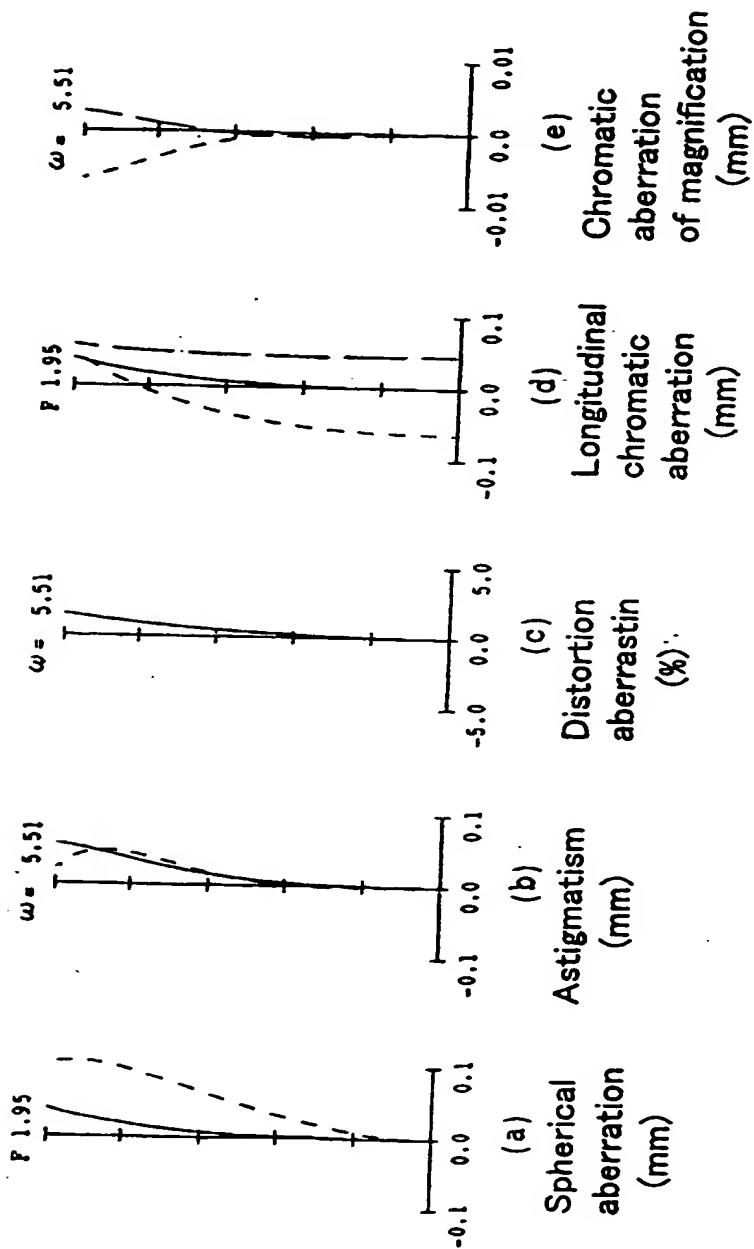 F 1.95
-0.1 0.0 0.1
(a)
Spherical
aberration
(mm)
ω = 5.51
-0.1 0.0 0.1
(b)
Astigmatism
(mm)
ω = 5.51
-5.0 0.0 5.0
(c)
Distortion
aberrastin
(%)
F 1.95
-0.1 0.0 0.1
(d)
Longitudinal
chromatic
aberration
(mm)
ω = 5.51
-0.01 0.0 0.01
(e)
Chromatic
aberration
of magnification
(mm)